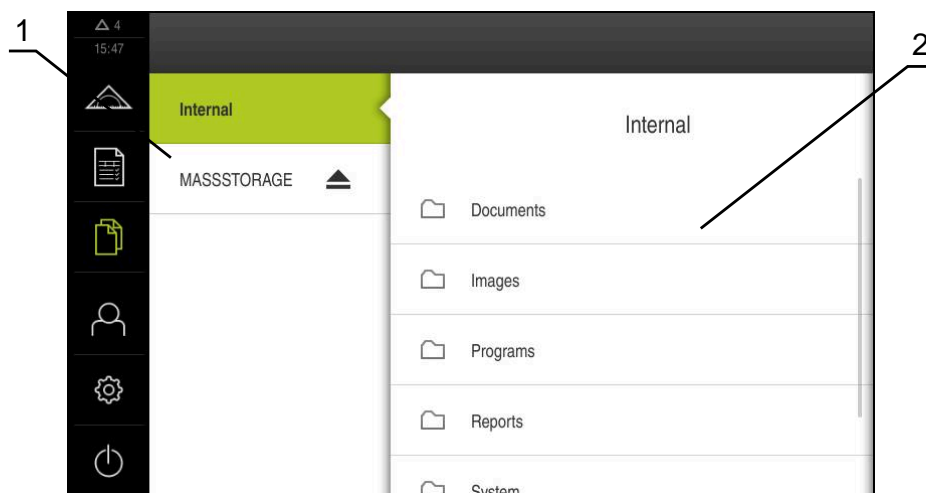 1
△ 4
15:47
2
Internal
MASSSTORAGE
Internal
Documents
Images
Programs
Reports
System